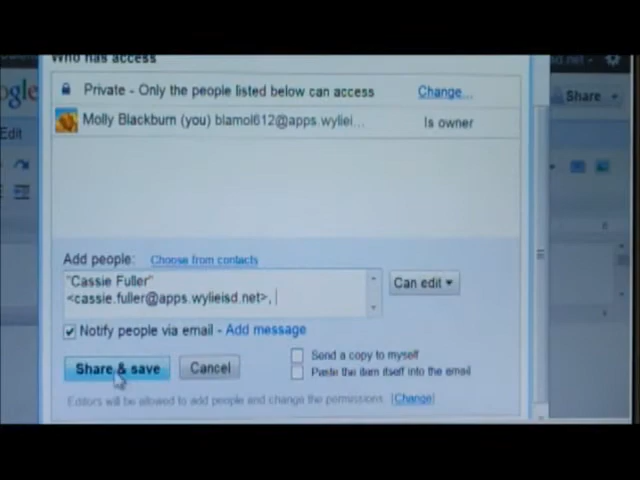 Who has access
ogle
Private - Only the people listed below can access
Change...
Share
Molly Blackburn (you) blamol612@apps.wyliei...
Is owner
Edit
Add people:
Choose from contacts
"Cassie Fuller"
<cassie.fuller@apps.wylieisd.net>,
Can edit
Notify people via email - Add message
Share & save
Cancel
Send a copy to myself
Paste the item itself into the email
Editors will be allowed to add people and change the permissions. [Change]